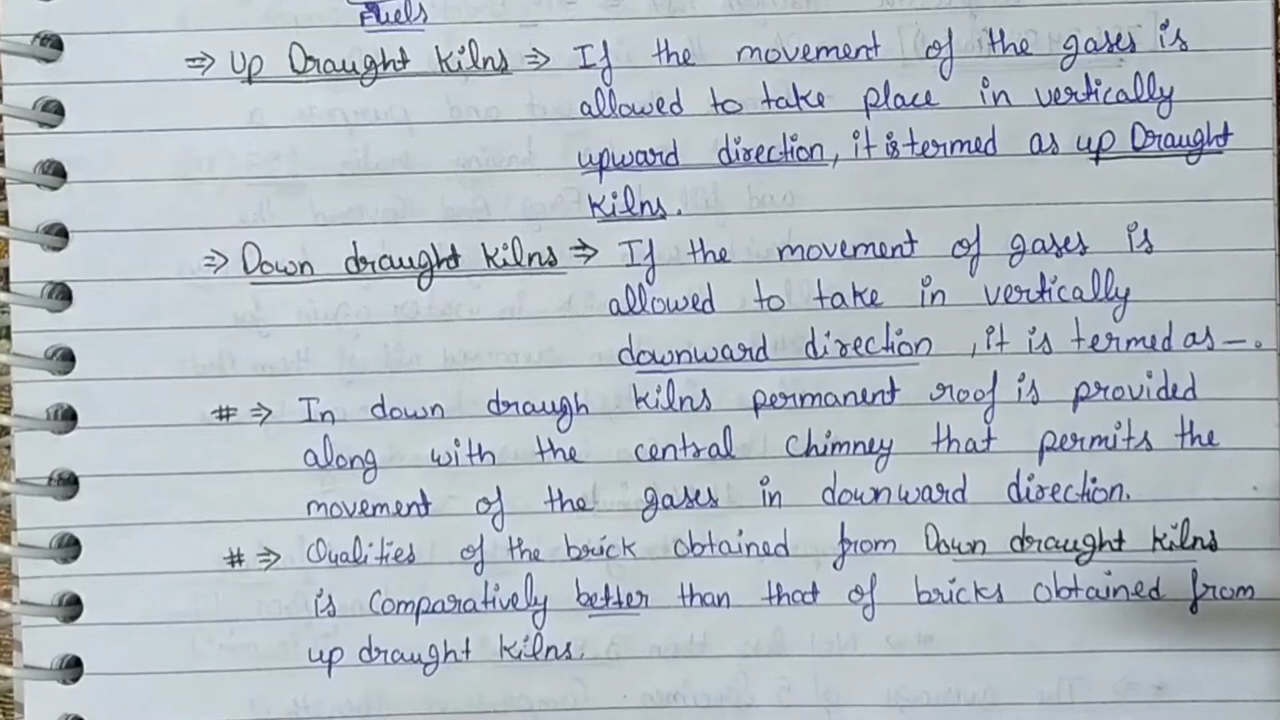 Fuels
⇒ Up Draught Kilns ⇒ If the movement of the gases is
allowed to take place in vertically
upward direction, it is termed as up Draught
Kilns.
⇒ Down draught Kilns ⇒ If the movement of gases is
allowed to take in vertically
downward direction, it is termed as —.
# ⇒ In down draugh kilns permanent roof is provided
along with the central chimney that permits the
movement of the gases in downward direction.
# ⇒ Qualities of the brick obtained from Down draught kilns
is Comparatively better than that of bricks obtained from
up draught kilns.